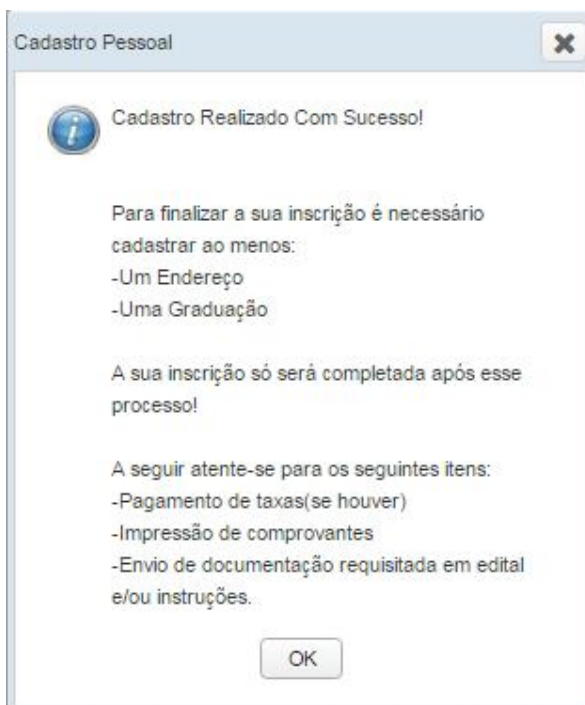 Cadastro Pessoal
Cadastro Realizado Com Sucesso!
Para finalizar a sua inscrição é necessário
cadastrar ao menos:
-Um Endereço
-Uma Graduação
A sua inscrição só será completada após esse
processo!
A seguir atente-se para os seguintes itens:
-Pagamento de taxas(se houver)
-Impressão de comprovantes
-Envio de documentação requisitada em edital
e/ou instruções.
OK